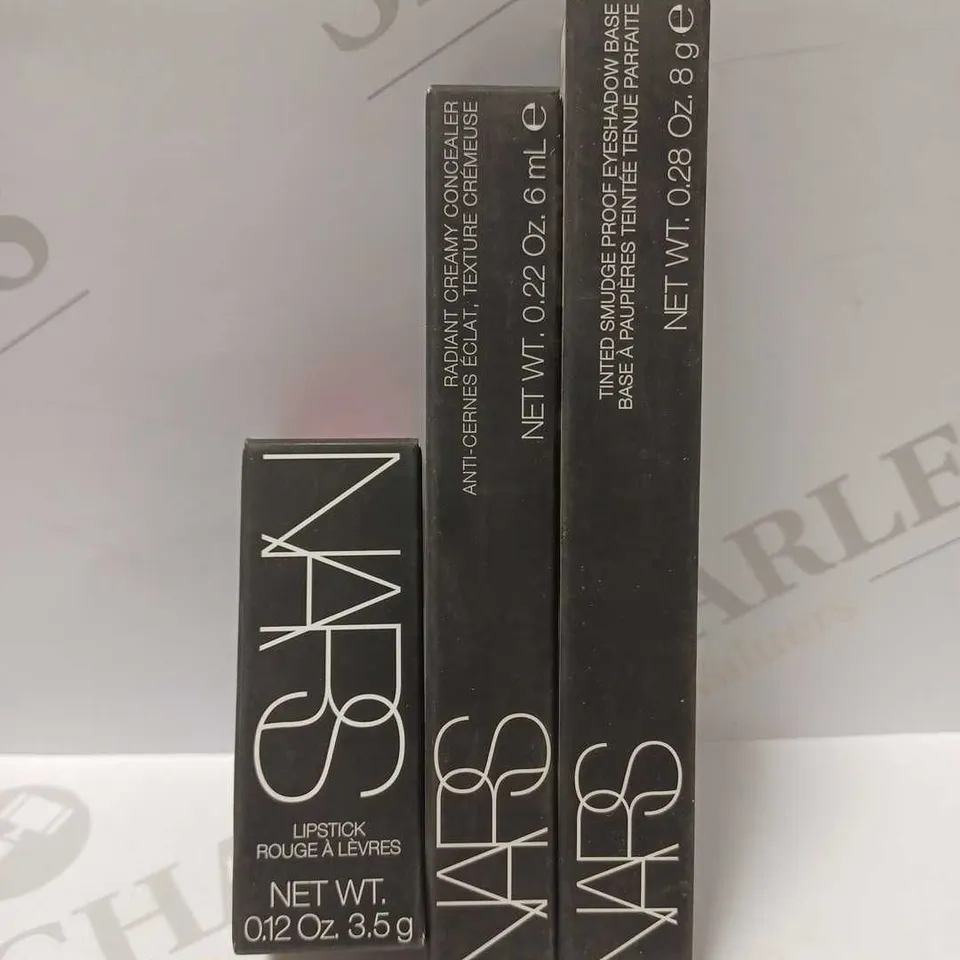 NARS
LIPSTICK
ROUGE À LÈVRES
NET WT.
0.12 Oz. 3.5 g
RADIANT CREAMY CONCEALER
ANTI-CERNES ÉCLAT, TEXTURE CRÉMEUSE
NET WT. 0.22 Oz. 6 mL e
NARS
TINTED SMUDGE PROOF EYESHADOW BASE
BASE À PAUPIÈRES TEINTÉE TENUE PARFAITE
NET WT. 0.28 Oz. 8 g e
NARS